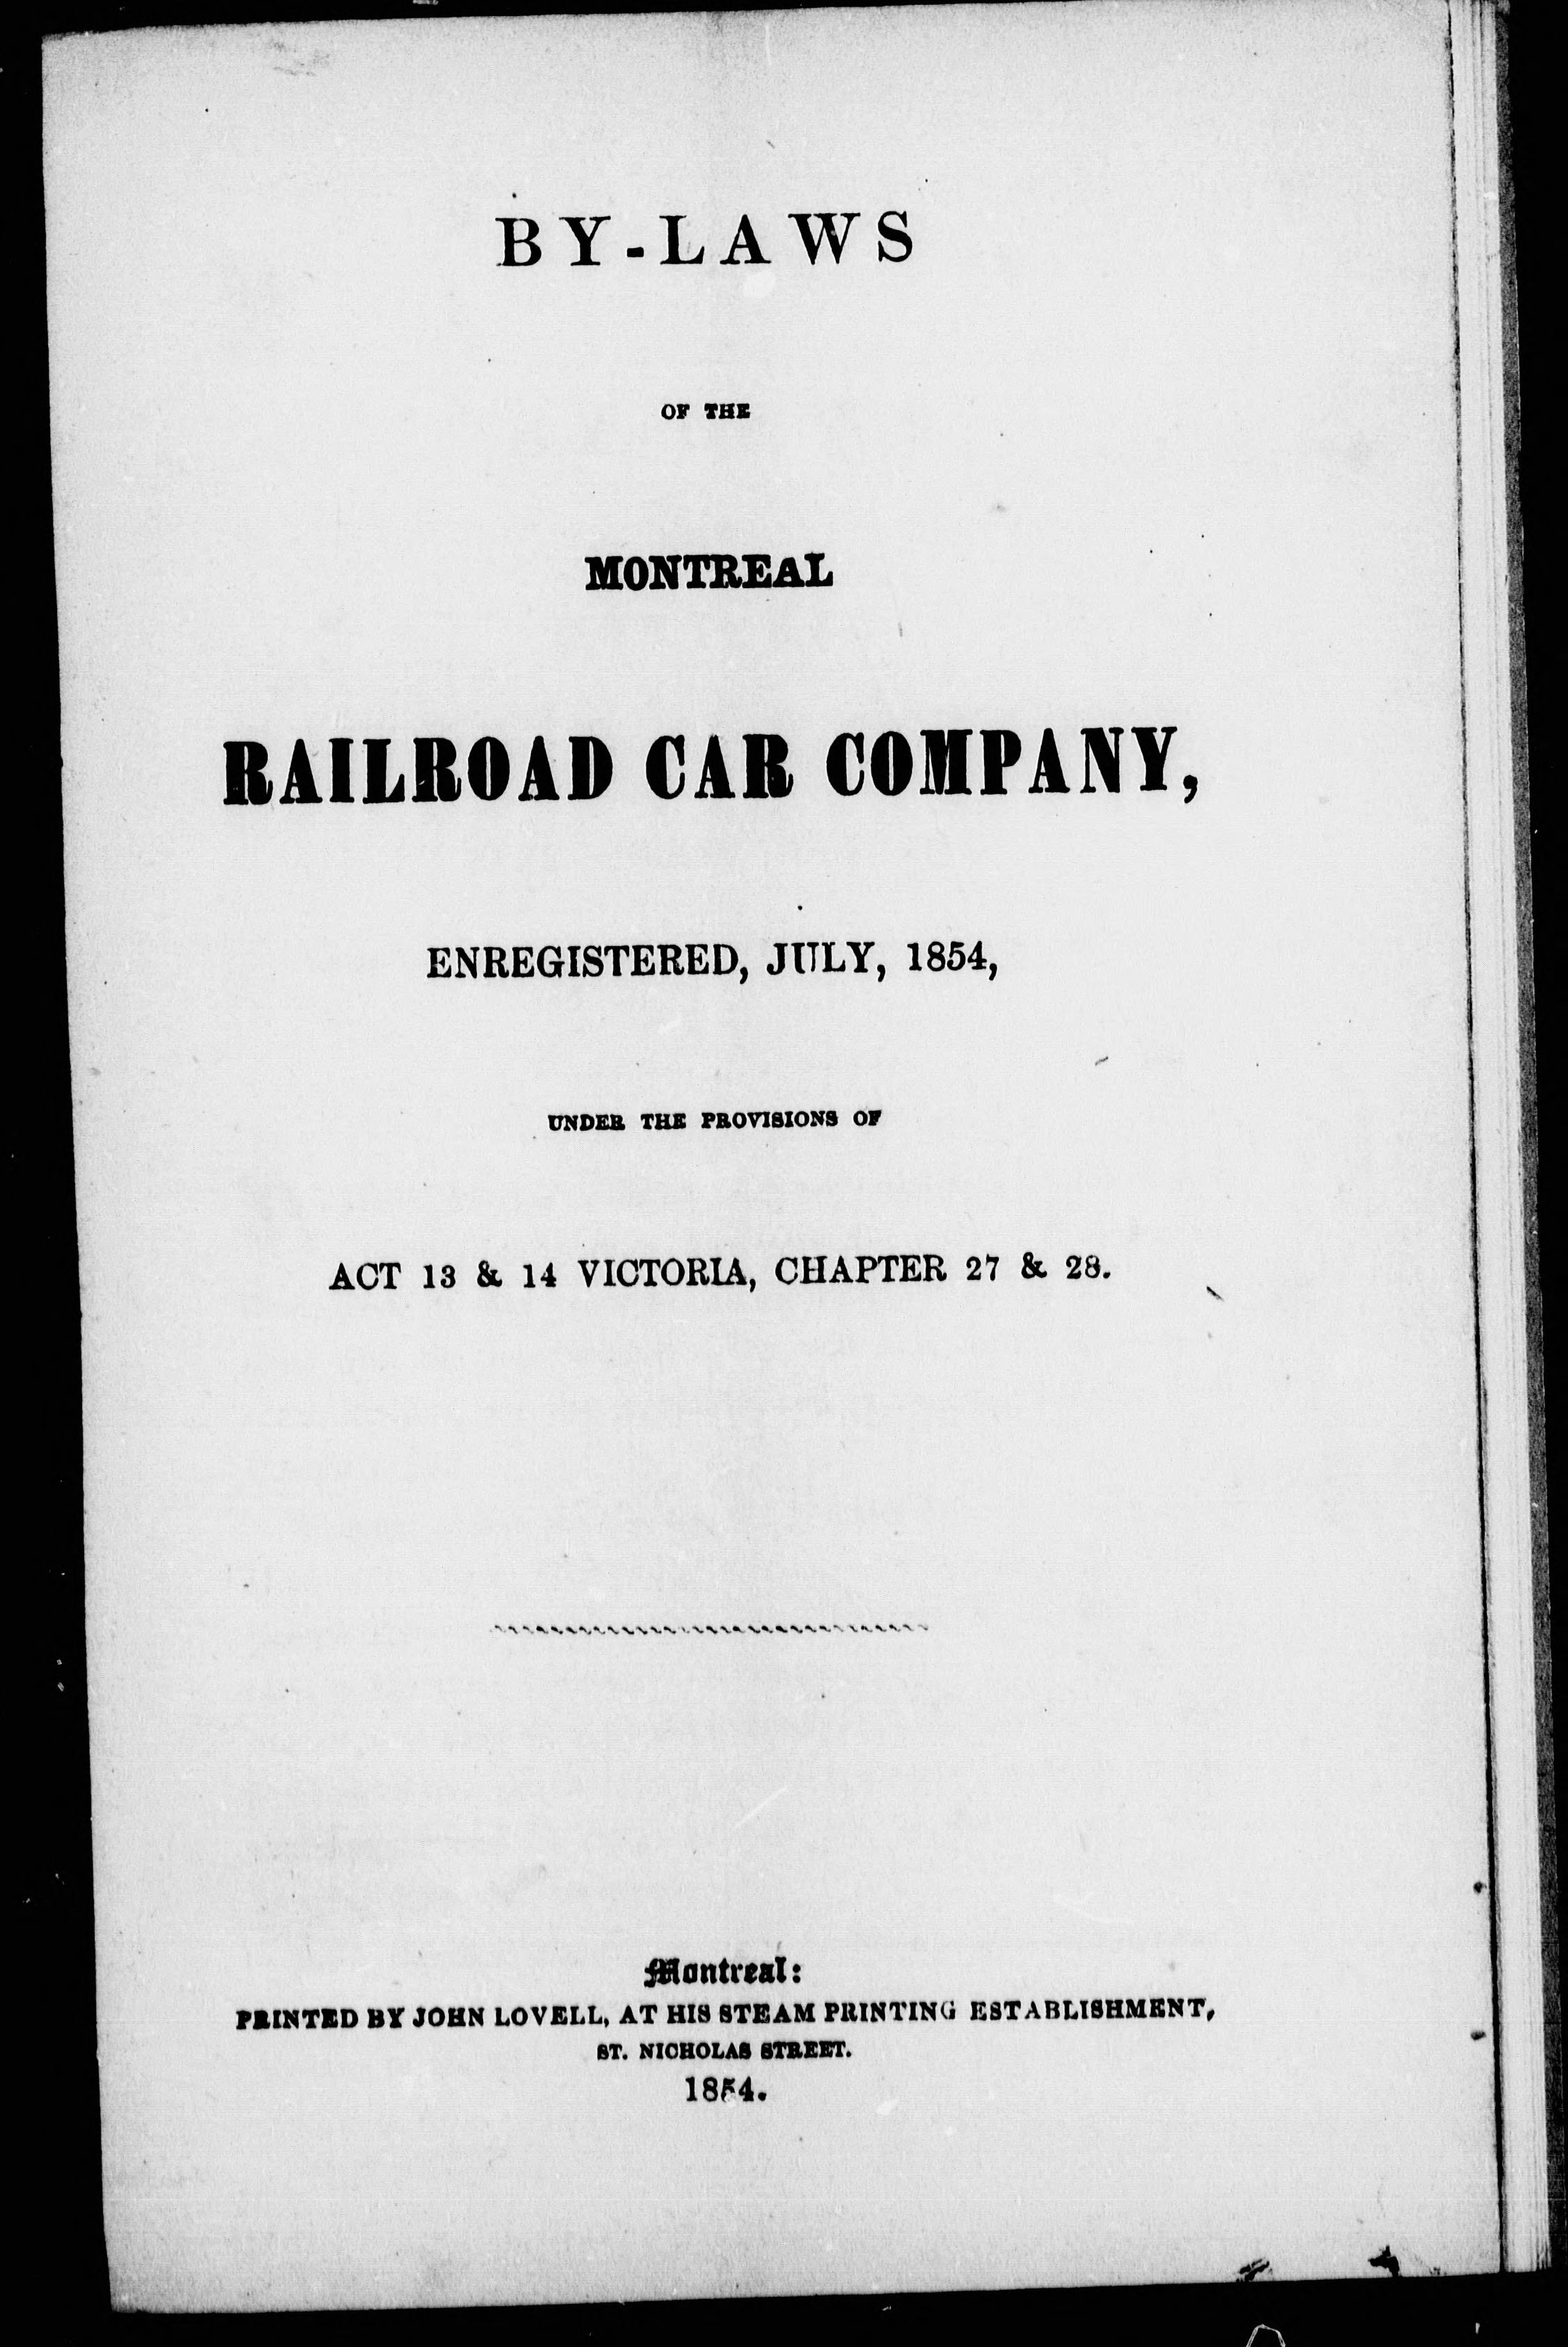 BY-LAWS
OF THE
MONTREAL
RAILROAD CAR COMPANY,
ENREGISTERED, JULY, 1854,
UNDER THE PROVISIONS OF
ACT 13 & 14 VICTORIA, CHAPTER 27 & 28.
Montreal:
PRINTED BY JOHN LOVELL, AT HIS STEAM PRINTING ESTABLISHMENT,
ST. NICHOLAS STREET.
1854.